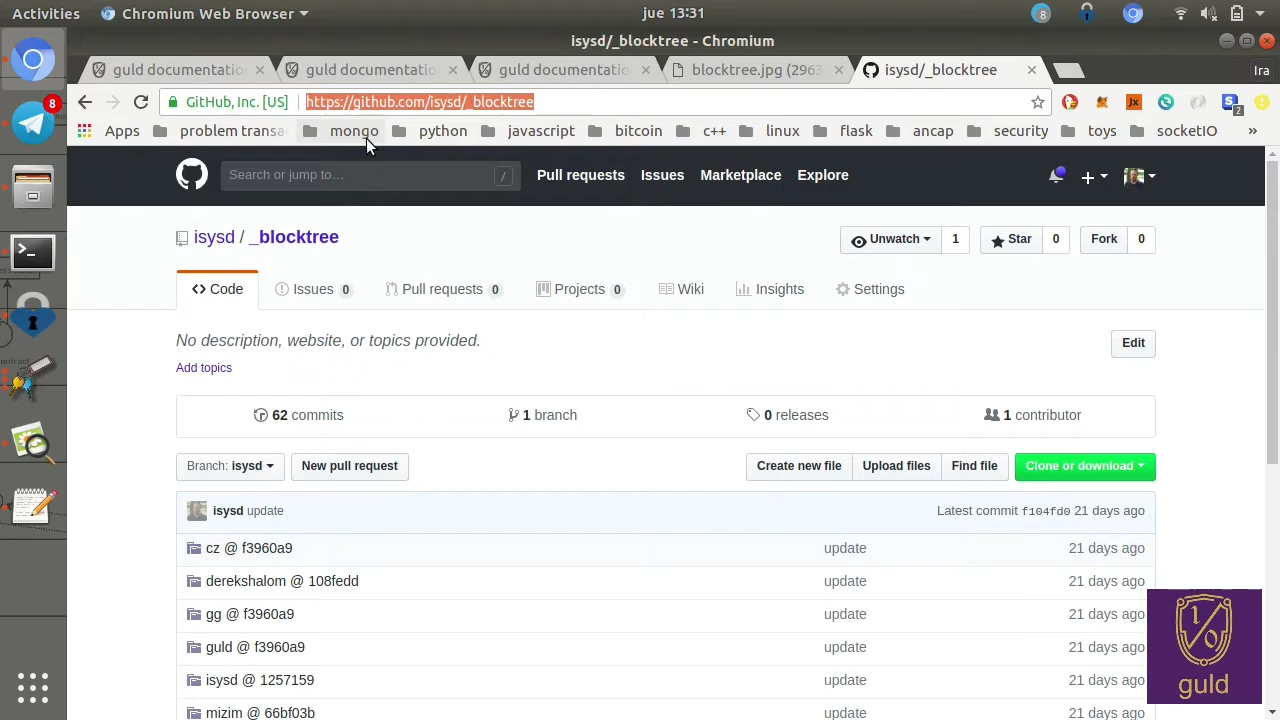 Activities
Chromium Web Browser
jue 13:31
8
isysd/_blocktree - Chromium
guld documentatio
guld documentatio
guld documentatio
blocktree.jpg (2963
isysd/_blocktree
Ira
GitHub, Inc. [US]
https://github.com/isysd/_blocktree
Jx
2
Apps
problem transa
mongo
python
javascript
bitcoin
c++
linux
flask
ancap
security
toys
socketIO
»
8
Search or jump to…
/
Pull requests
Issues
Marketplace
Explore
isysd / _blocktree
Unwatch 1
Star 0
Fork 0
Code
Issues 0
Pull requests 0
Projects 0
Wiki
Insights
Settings
No description, website, or topics provided.
Edit
Add topics
62 commits
1 branch
0 releases
1 contributor
Branch: isysd
New pull request
Create new file
Upload files
Find file
Clone or download
isysd update
Latest commit f104fd0 21 days ago
cz @ f3960a9 update 21 days ago
derekshalom @ 108fedd update 21 days ago
gg @ f3960a9 update 21 days ago
guld @ f3960a9 update 21 days ago
isysd @ 1257159 update 21 days ago
mizim @ 66bf03b update 21 days ago
1/0
guld